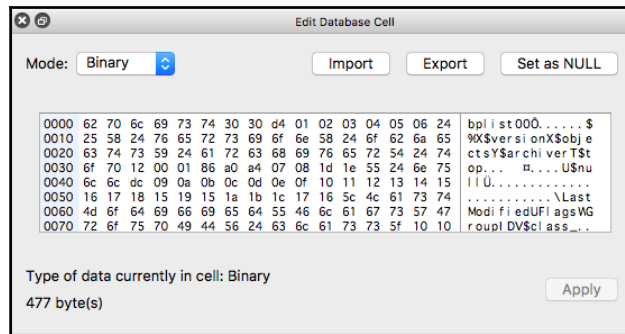 Edit Database Cell
Mode: Binary Import Export Set as NULL
0000 62 70 6c 69 73 74 30 30 d4 01 02 03 04 05 06 24 bplist00Ô......$
0010 25 58 24 76 65 72 73 69 6f 6e 58 24 6f 62 6a 65 %X$versionX$obje
0020 63 74 73 59 24 61 72 63 68 69 76 65 72 54 24 74 ctsY$archiverT$t
0030 6f 70 12 00 01 86 a0 a4 07 08 1d 1e 55 24 6e 75 op... ¤....U$nu
0040 6c 6c dc 09 0a 0b 0c 0d 0e 0f 10 11 12 13 14 15 llÜ.............
0050 16 17 18 15 19 15 1a 1b 1c 17 16 5c 4c 61 73 74 ...........\Last
0060 4d 6f 64 69 66 69 65 64 55 46 6c 61 67 73 57 47 ModifiedUFlagsWG
0070 72 6f 75 70 49 44 56 24 63 6c 61 73 73 5f 10 10 roupIDV$class_..
Type of data currently in cell: Binary
477 byte(s)
Apply